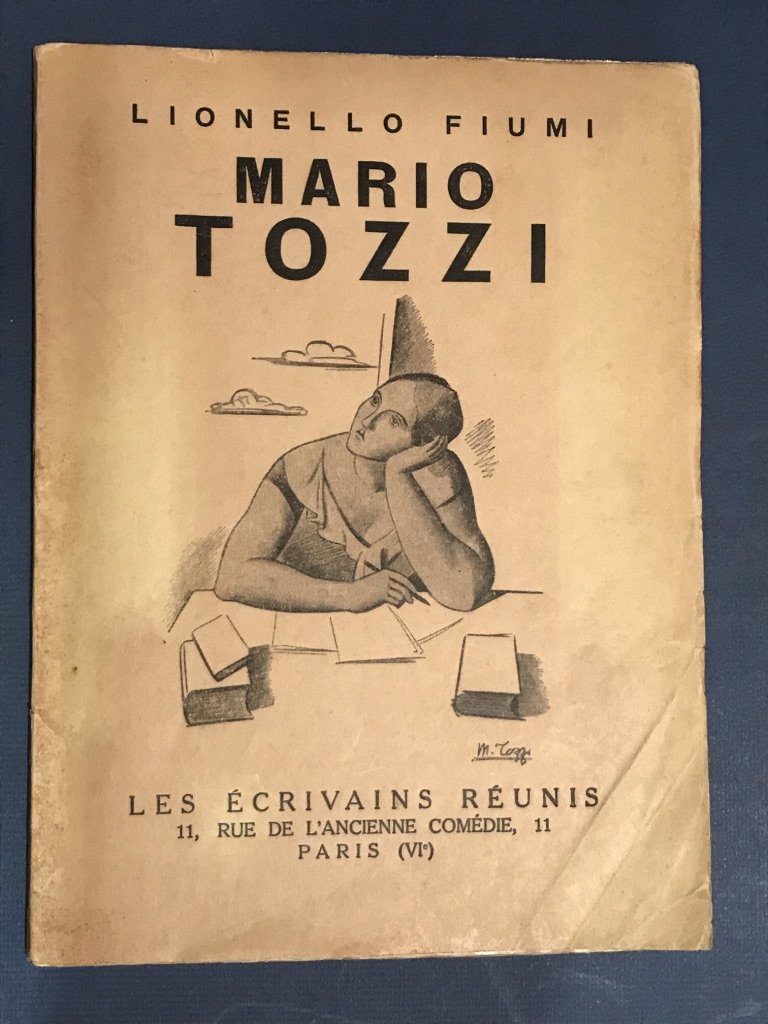 LIONELLO FIUMI
MARIO
TOZZI
M. Tozzi
LES ÉCRIVAINS RÉUNIS
11, RUE DE L'ANCIENNE COMÉDIE, 11
PARIS (VIᵉ)